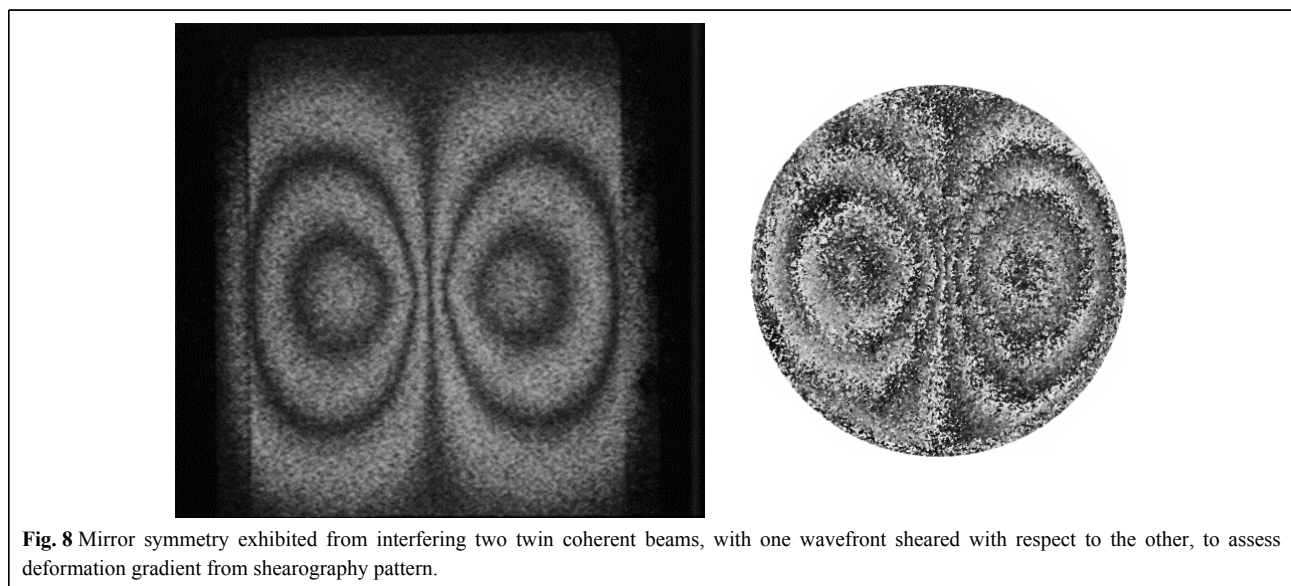 Fig. 8 Mirror symmetry exhibited from interfering two twin coherent beams, with one wavefront sheared with respect to the other, to assess
deformation gradient from shearography pattern.